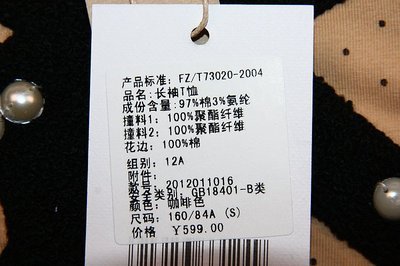 产品标准: FZ/T73020-2004
品名: 长袖T恤
成份含量: 97%棉3%氨纶
撞料1: 100%聚酯纤维
撞料2: 100%聚酯纤维
花边: 100%棉
组别: 12A
附件:
款号: 2012011016
安全类别: GB18401-B类
颜色: 咖啡色
尺码: 160/84A (S)
价格 ￥599.00